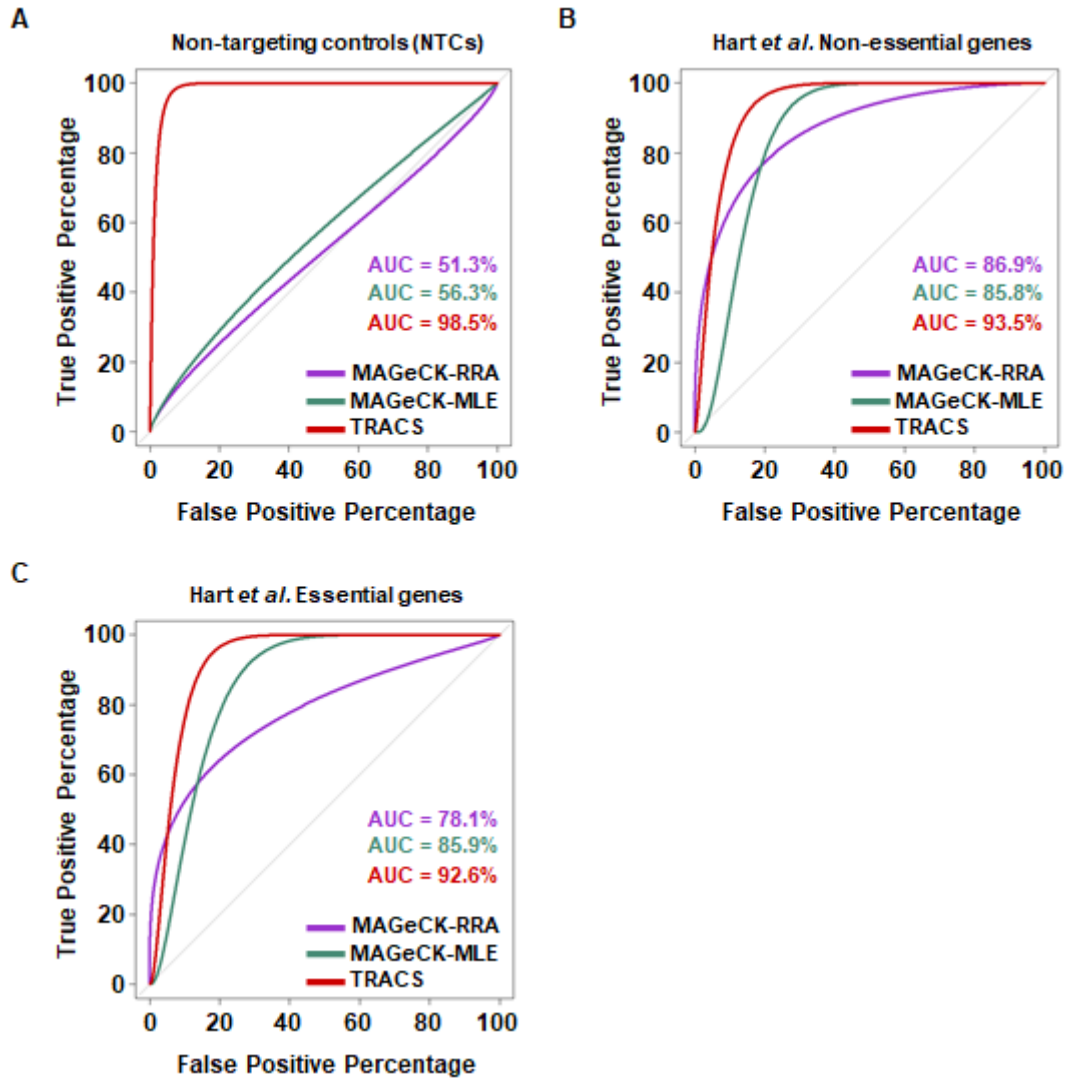 A
Non-targeting controls (NTCs)
True Positive Percentage
100
80
60
40
20
0
AUC = 51.3%
AUC = 56.3%
AUC = 98.5%
MAGeCK-RRA
MAGeCK-MLE
TRACS
0 20 40 60 80 100
False Positive Percentage
B
Hart et al. Non-essential genes
True Positive Percentage
100
80
60
40
20
0
AUC = 86.9%
AUC = 85.8%
AUC = 93.5%
MAGeCK-RRA
MAGeCK-MLE
TRACS
0 20 40 60 80 100
False Positive Percentage
C
Hart et al. Essential genes
True Positive Percentage
100
80
60
40
20
0
AUC = 78.1%
AUC = 85.9%
AUC = 92.6%
MAGeCK-RRA
MAGeCK-MLE
TRACS
0 20 40 60 80 100
False Positive Percentage